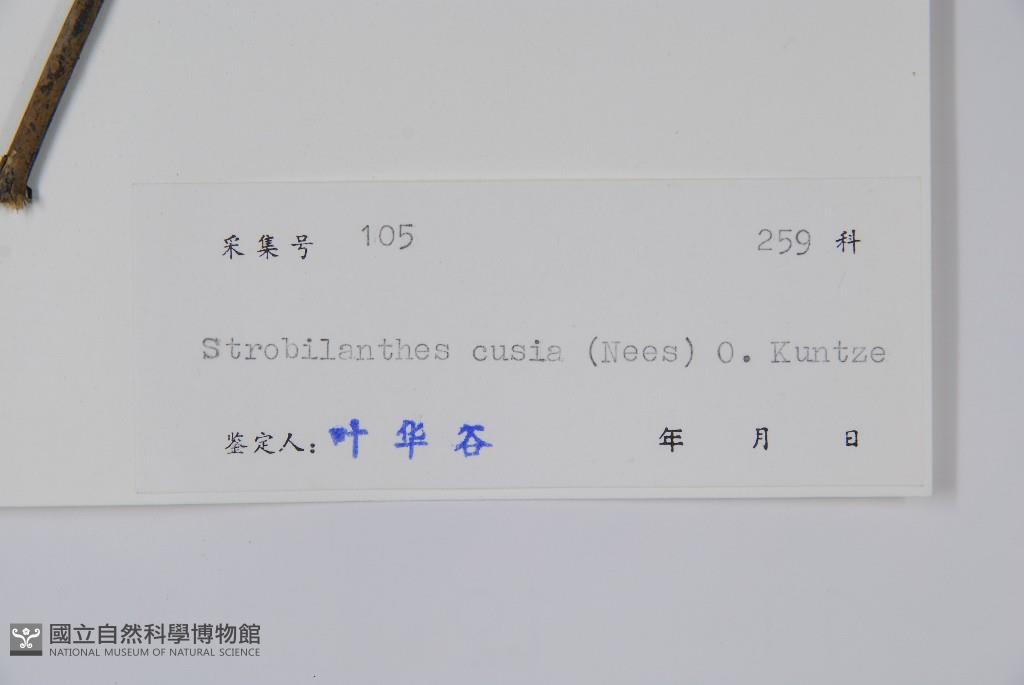 采集号 105 259 科
Strobilanthes cusia (Nees) O. Kuntze
鉴定人: 叶华谷 年 月 日
國立自然科學博物館
NATIONAL MUSEUM OF NATURAL SCIENCE